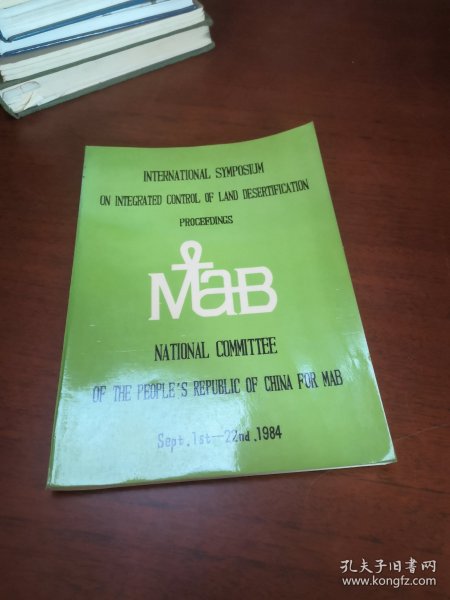 INTERNATIONAL SYMPOSIUM
ON INTEGRATED CONTROL OF LAND DESERTIFICATION
PROCEEDINGS
MaB
NATIONAL COMMITTEE
OF THE PEOPLE'S REPUBLIC OF CHINA FOR MAB
Sept.1st—22nd.1984
孔夫子旧书网
www.kongfz.com